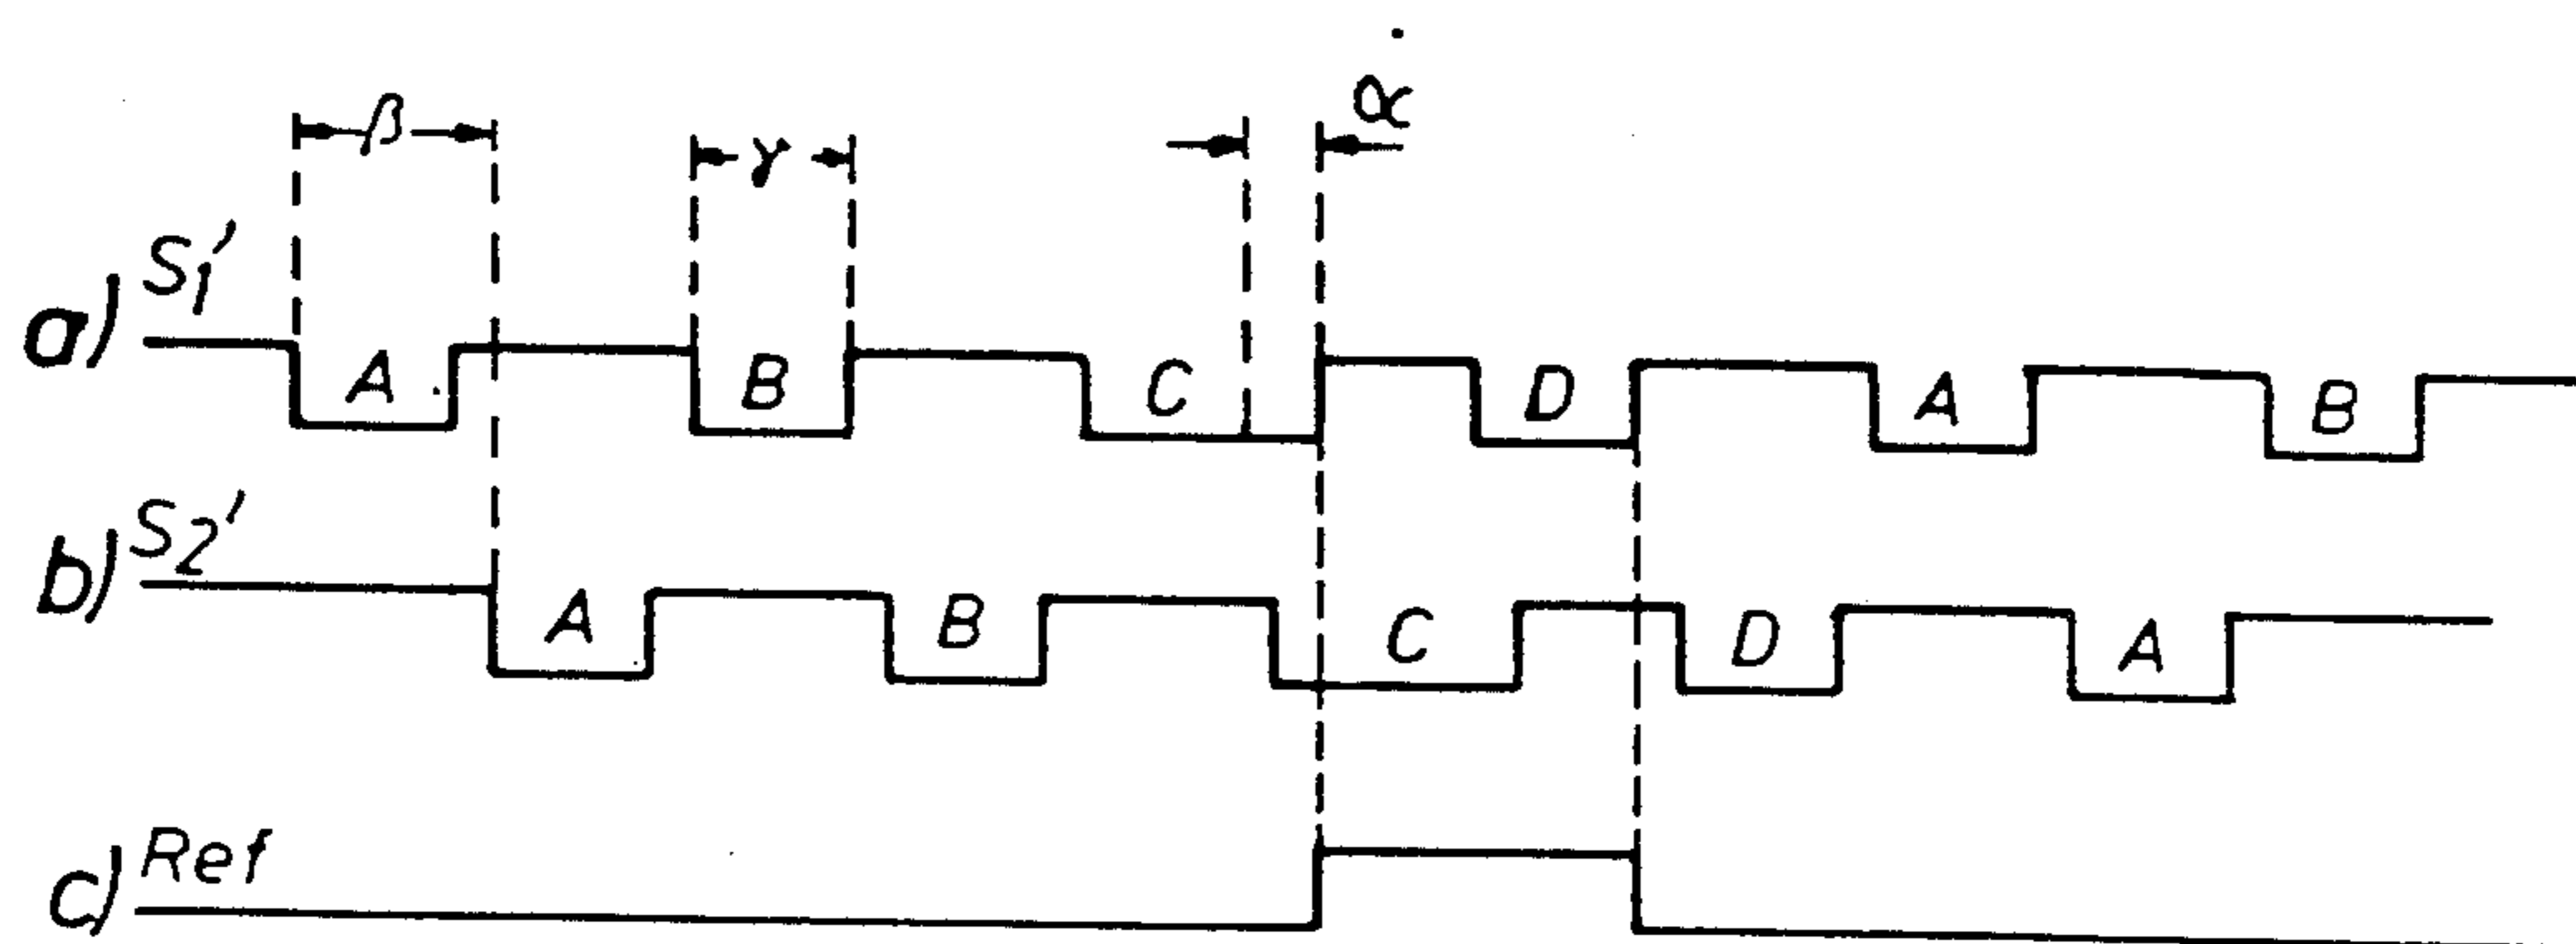 β γ α
a) S1' A B C D A B
b) S2' A B C D A
c) Ref